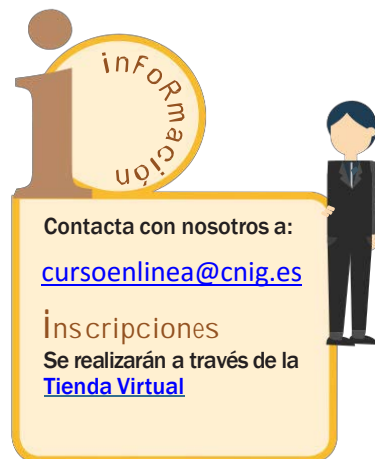 i
infoRmación
Contacta con nosotros a:
cursoenlinea@cnig.es
inscripciones
Se realizarán a través de la
Tienda Virtual